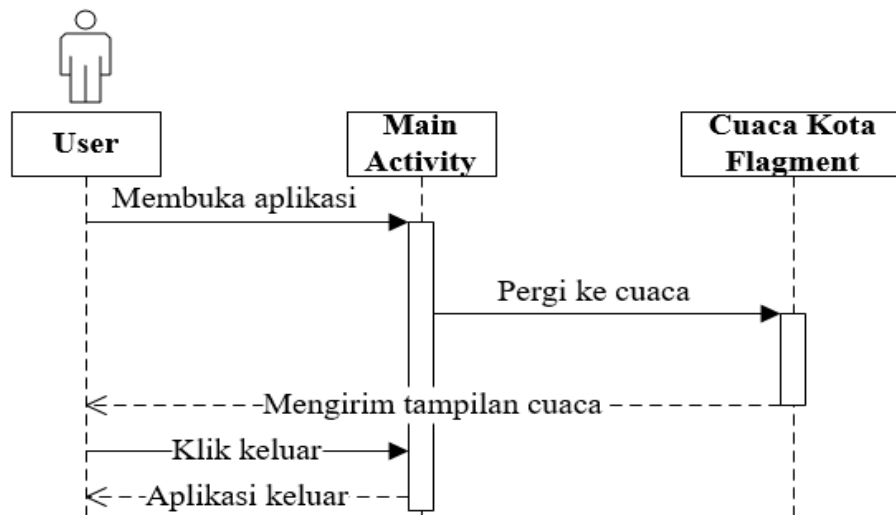 User
Main
Activity
Cuaca Kota
Flagment
Membuka aplikasi
Pergi ke cuaca
Mengirim tampilan cuaca
Klik keluar
Aplikasi keluar